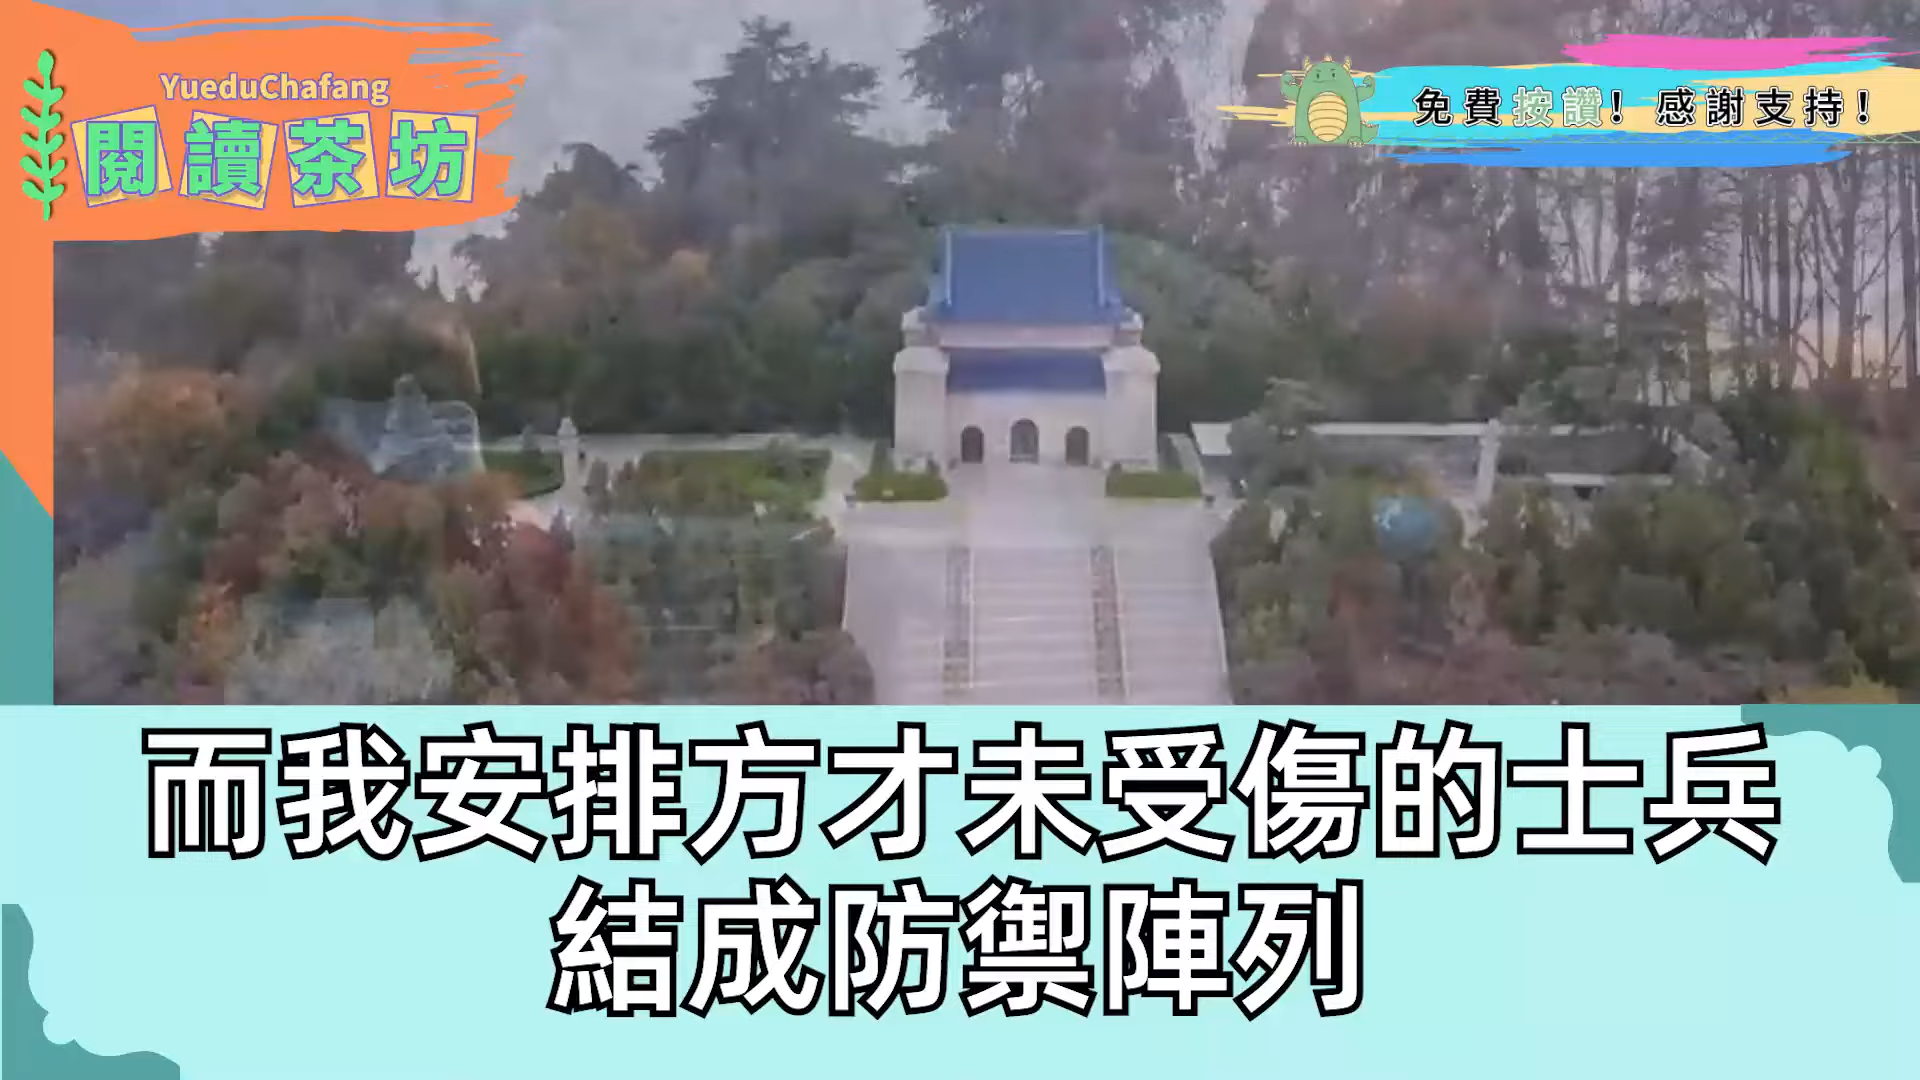 YueduChafang
閱讀茶坊
免費按讚！感謝支持！
而我安排方才未受傷的士兵
結成防禦陣列